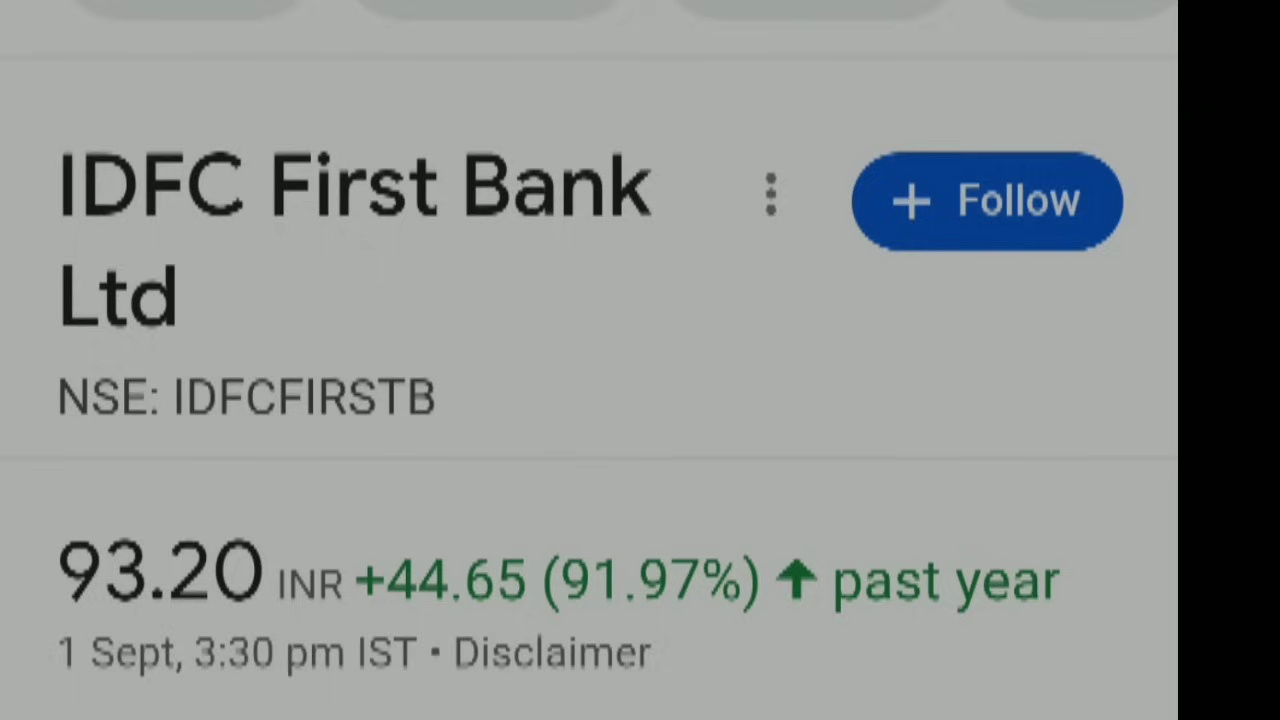 IDFC First Bank
Ltd
+ Follow
NSE: IDFCFIRSTB
93.20 INR +44.65 (91.97%) ↑ past year
1 Sept, 3:30 pm IST • Disclaimer